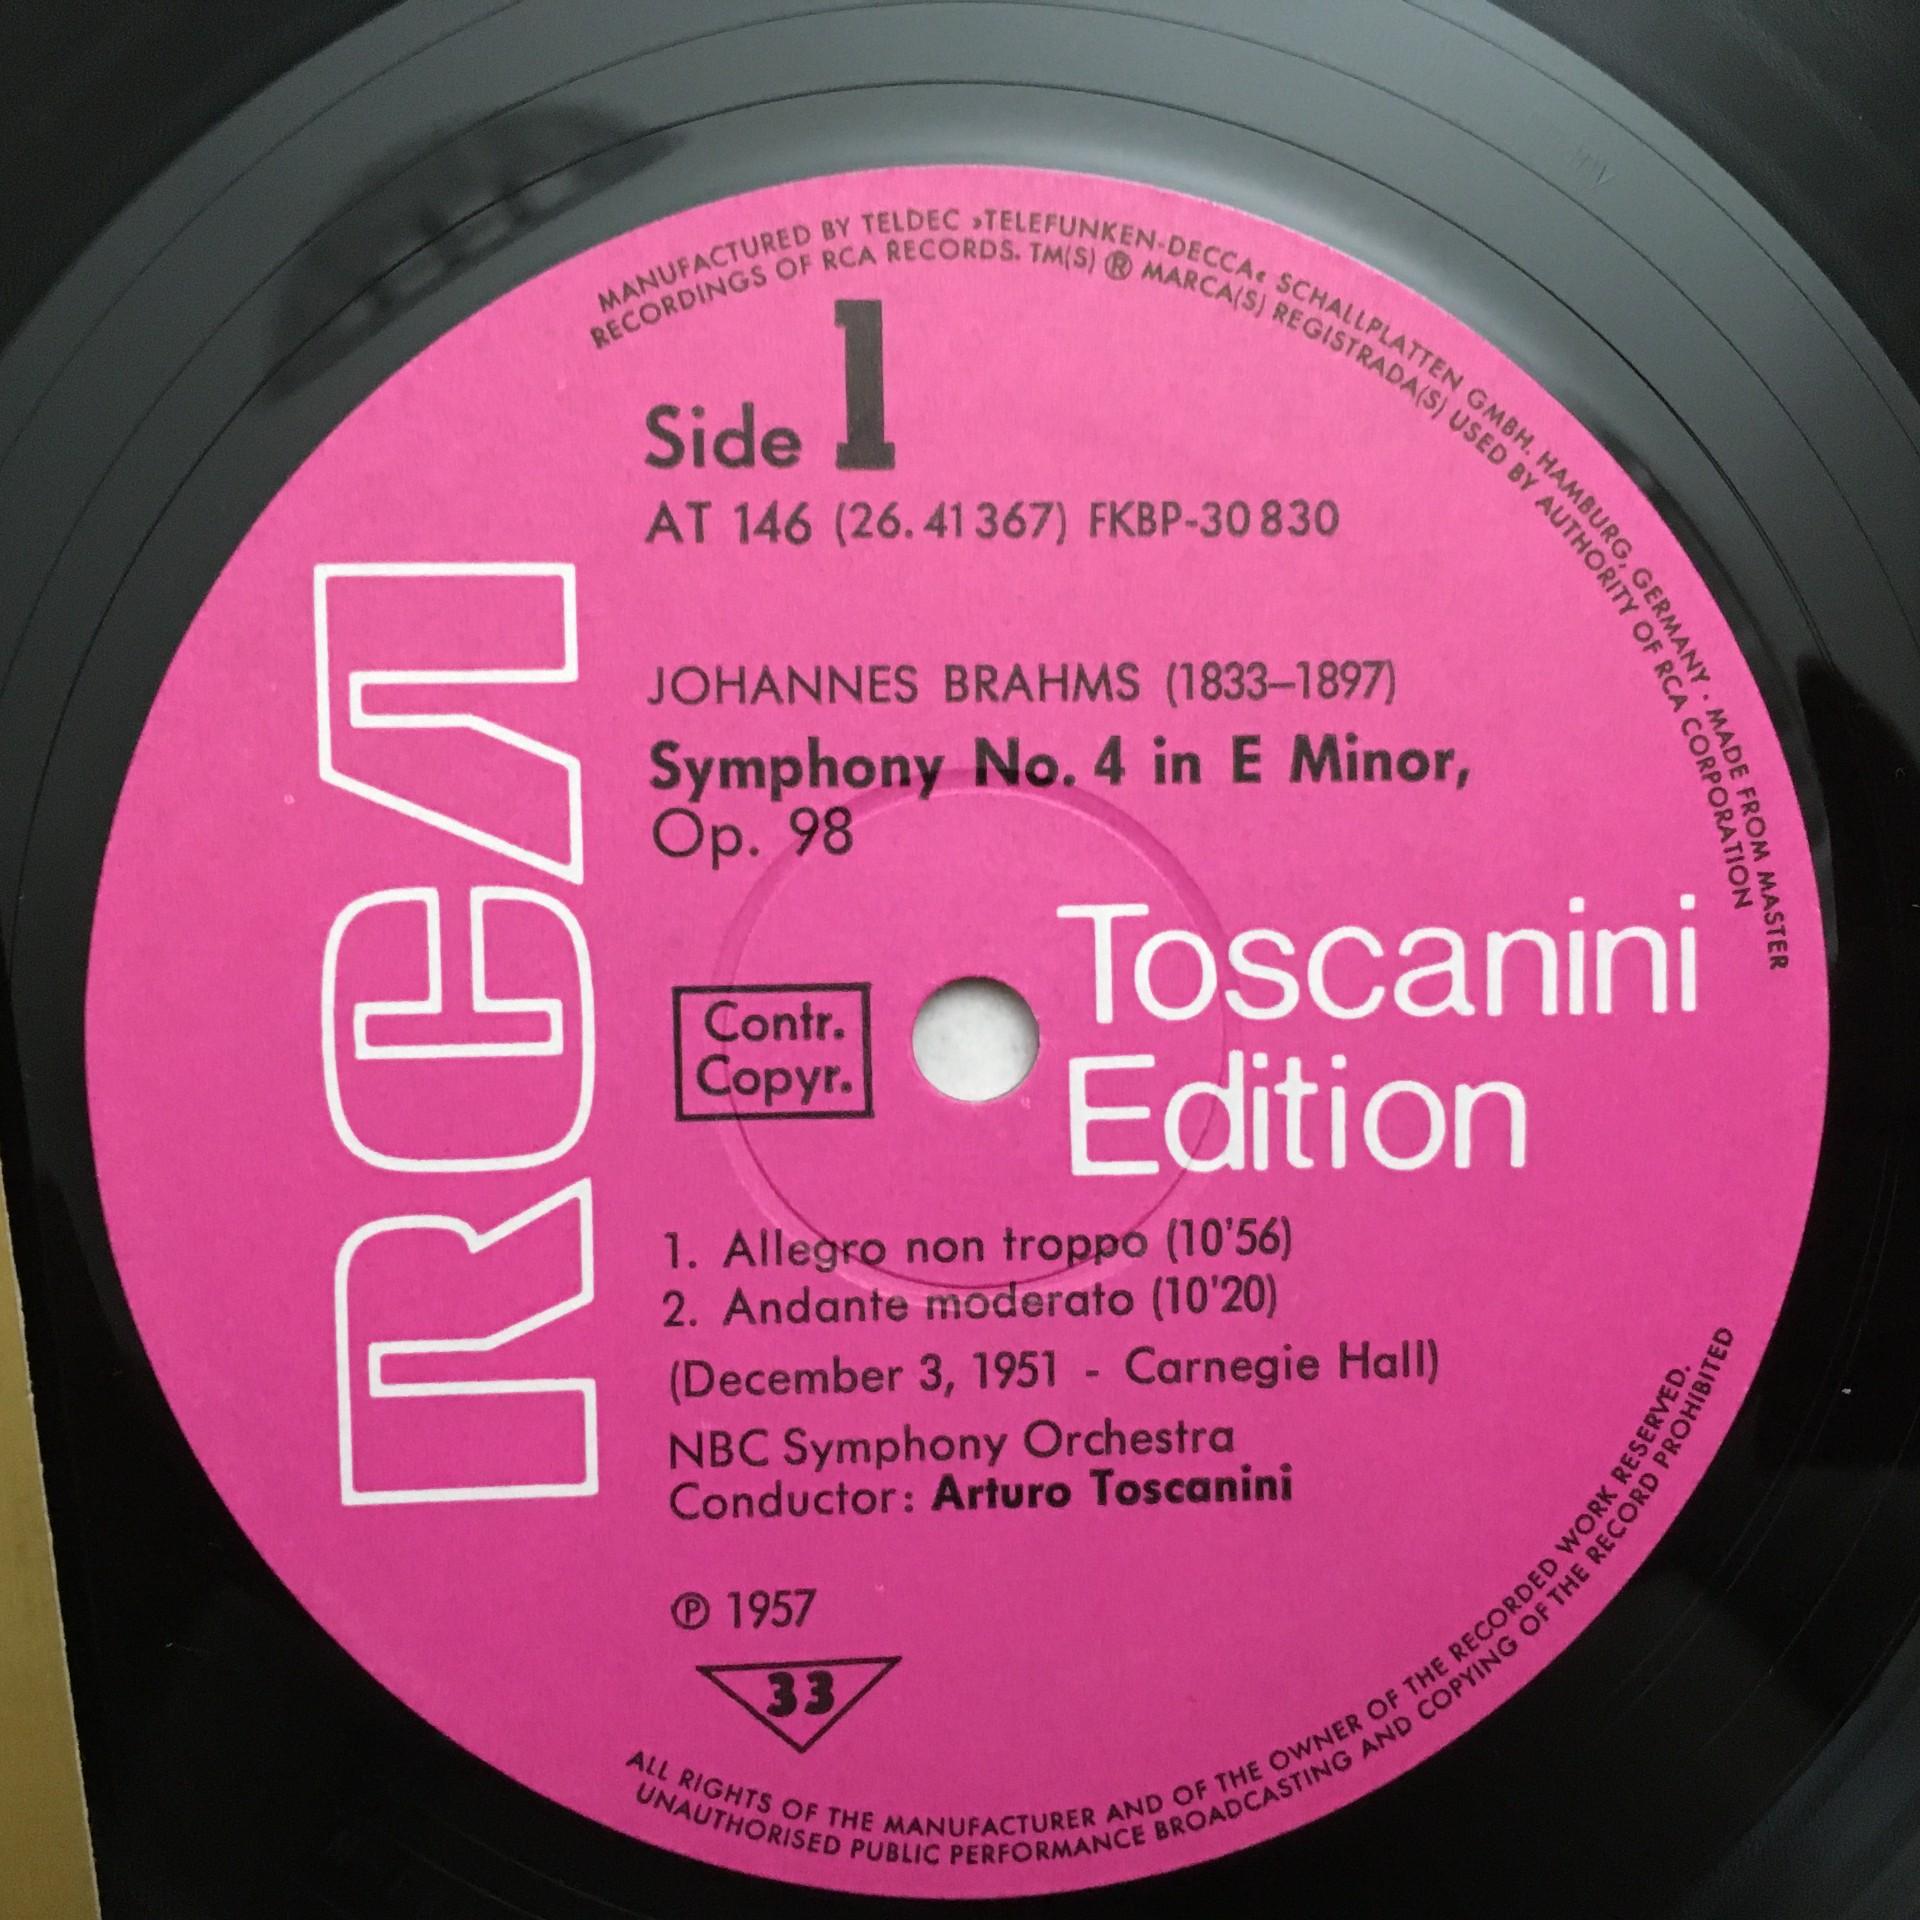 MANUFACTURED BY TELDEC »TELEFUNKEN-DECCA« SCHALLPLATTEN GMBH. HAMBURG, GERMANY · MADE FROM MASTER
RECORDINGS OF RCA RECORDS. TM(S) ® MARCA(S) REGISTRADA(S) USED BY AUTHORITY OF RCA CORPORATION
Side 1
AT 146 (26.41367) FKBP-30830
RCA
JOHANNES BRAHMS (1833–1897)
Symphony No. 4 in E Minor,
Op. 98
Contr.
Copyr.
Toscanini
Edition
1. Allegro non troppo (10'56)
2. Andante moderato (10'20)
(December 3, 1951 - Carnegie Hall)
NBC Symphony Orchestra
Conductor: Arturo Toscanini
℗ 1957
33
ALL RIGHTS OF THE MANUFACTURER AND OF THE OWNER OF THE RECORDED WORK RESERVED.
UNAUTHORISED PUBLIC PERFORMANCE BROADCASTING AND COPYING OF THE RECORD PROHIBITED